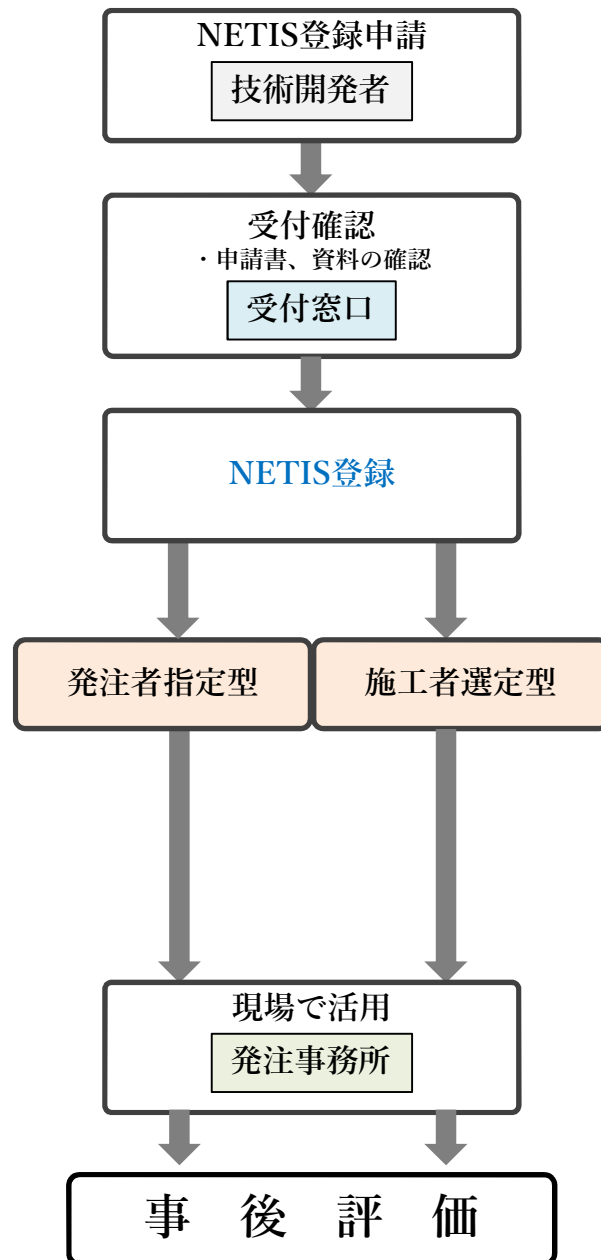 NETIS登録申請
技術開発者
受付確認
・申請書、資料の確認
受付窓口
NETIS登録
発注者指定型
施工者選定型
現場で活用
発注事務所
事後評価